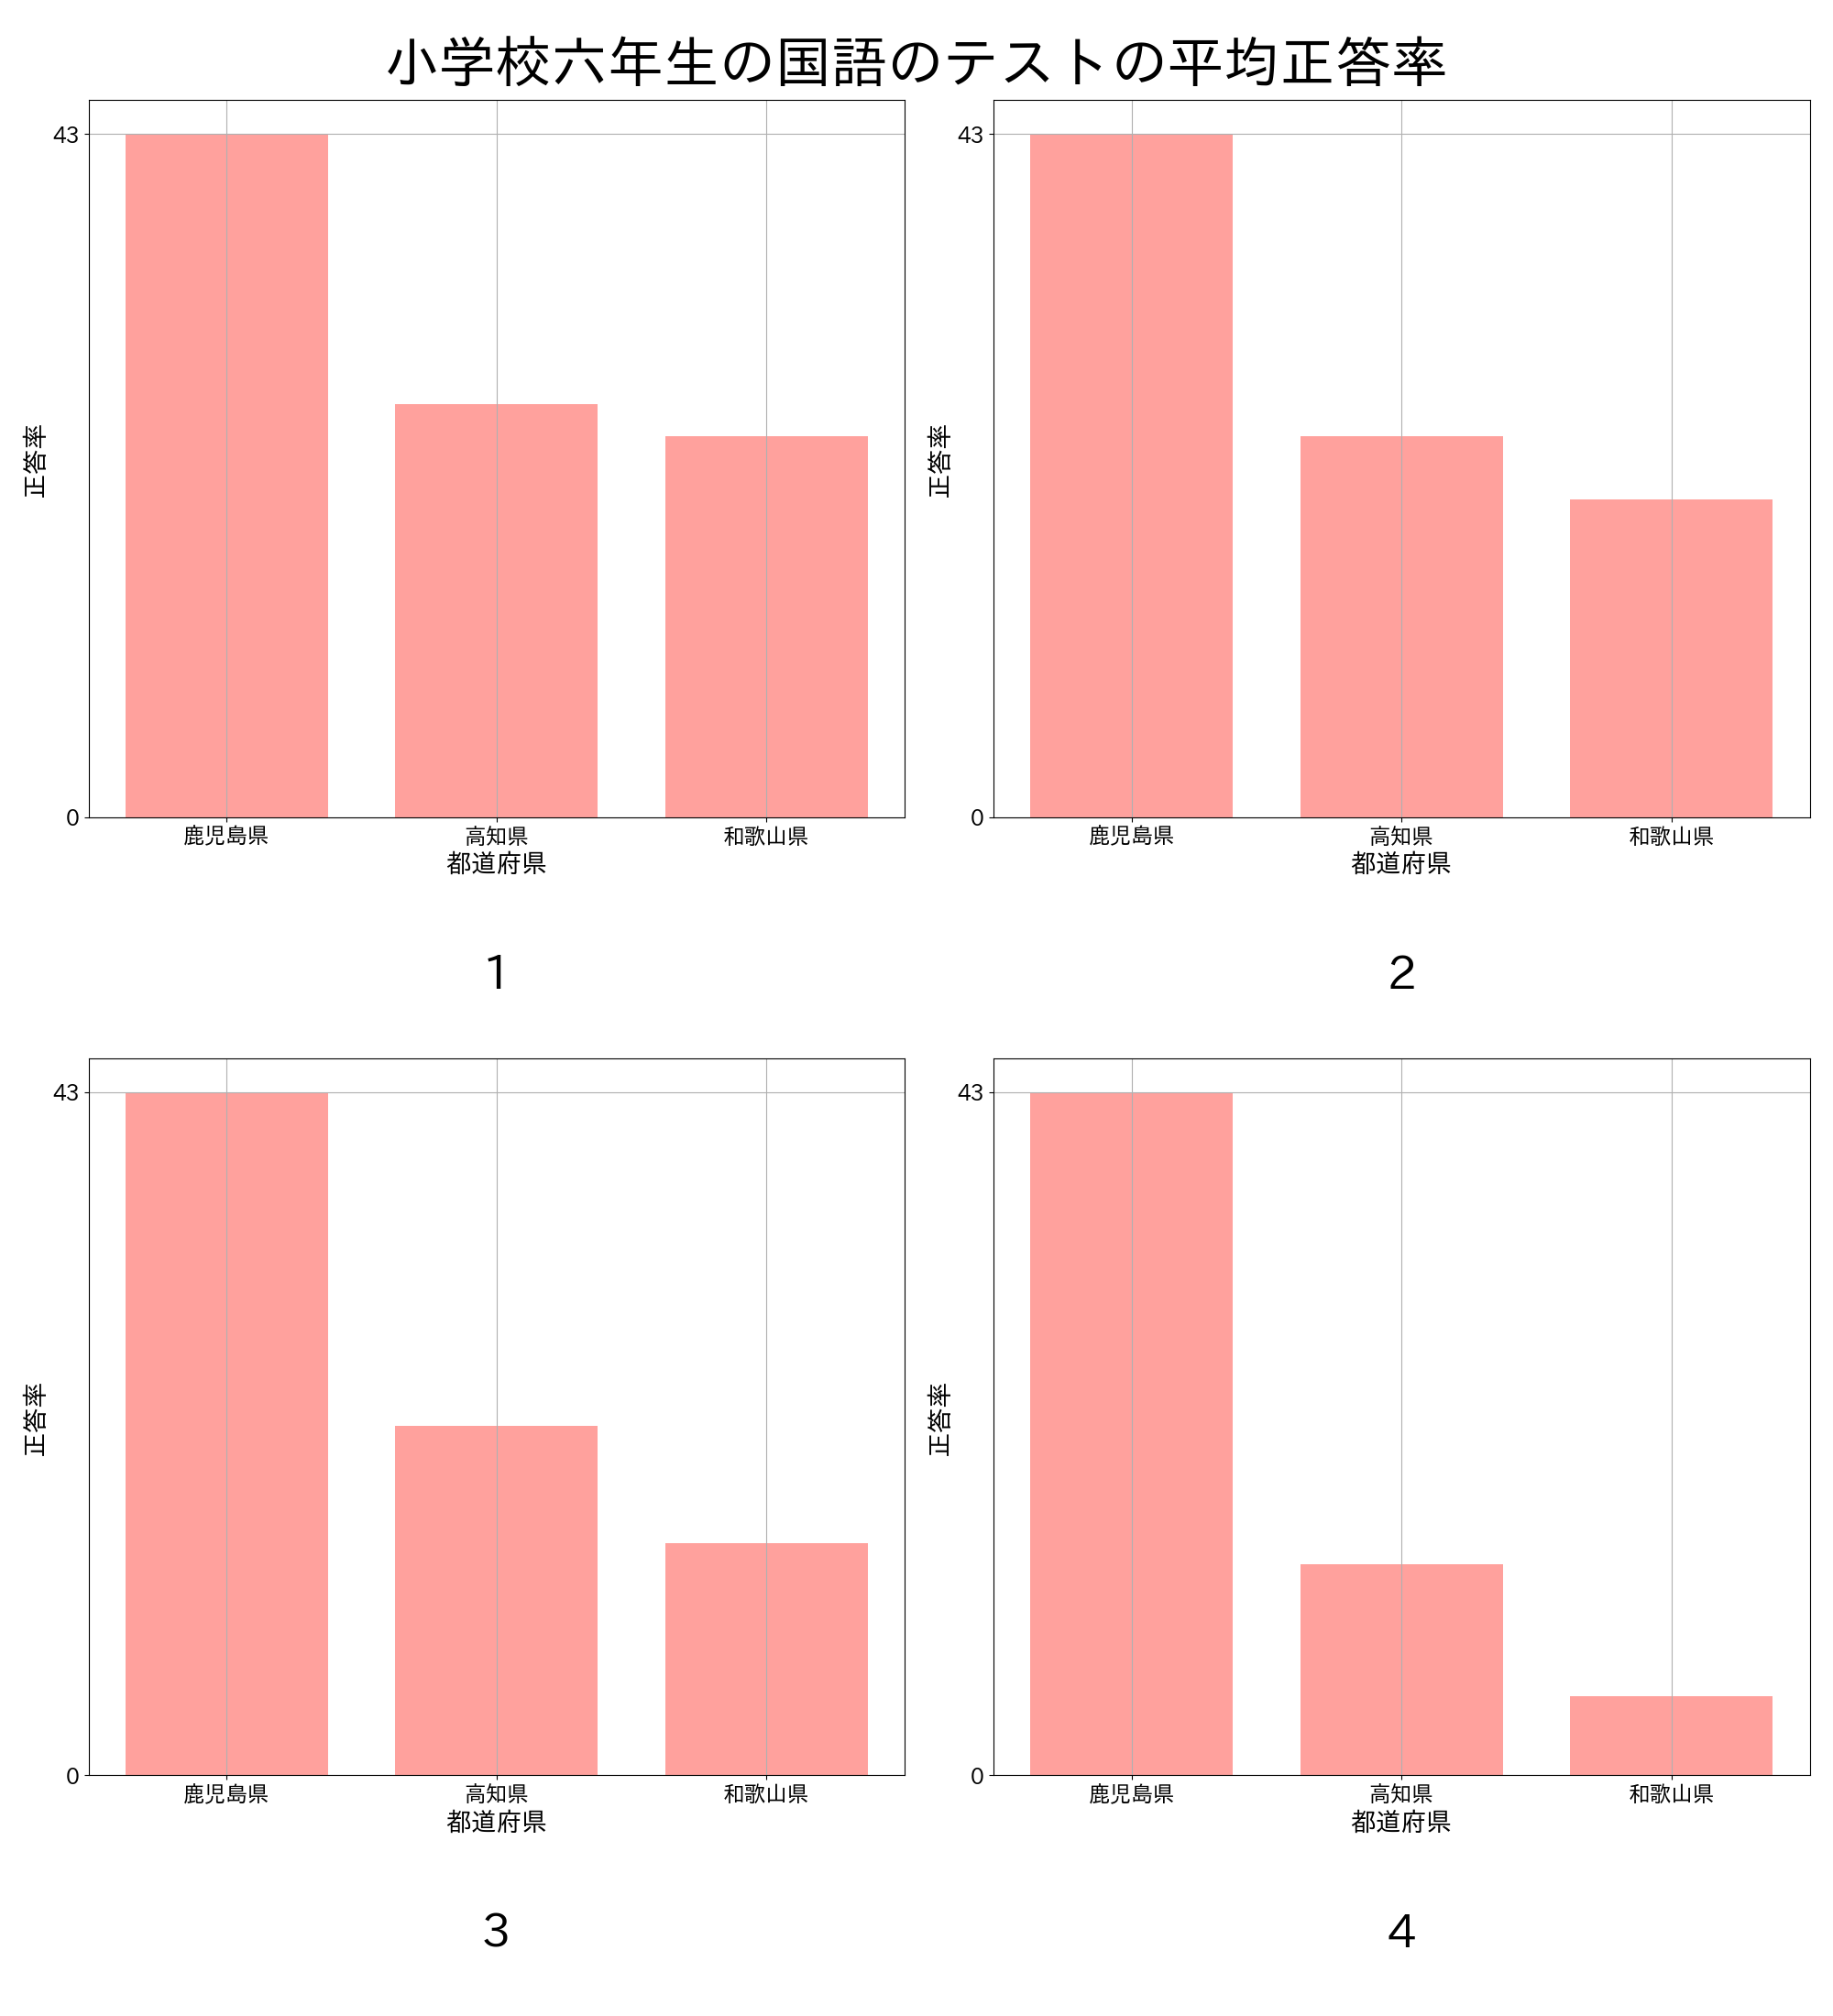 小学校六年生の国語のテストの平均正答率
43
0
正答率
鹿児島県 高知県 和歌山県
都道府県
1
43
0
正答率
鹿児島県 高知県 和歌山県
都道府県
2
43
0
正答率
鹿児島県 高知県 和歌山県
都道府県
3
43
0
正答率
鹿児島県 高知県 和歌山県
都道府県
4